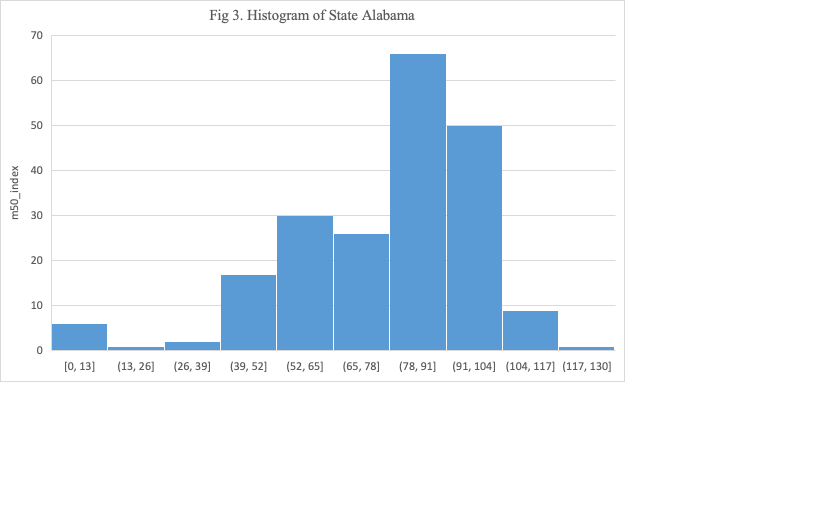 Fig 3. Histogram of State Alabama
70
60
50
40
30
20
10
0
m50_index
[0, 13] (13, 26] (26, 39] (39, 52] (52, 65] (65, 78] (78, 91] (91, 104] (104, 117] (117, 130]